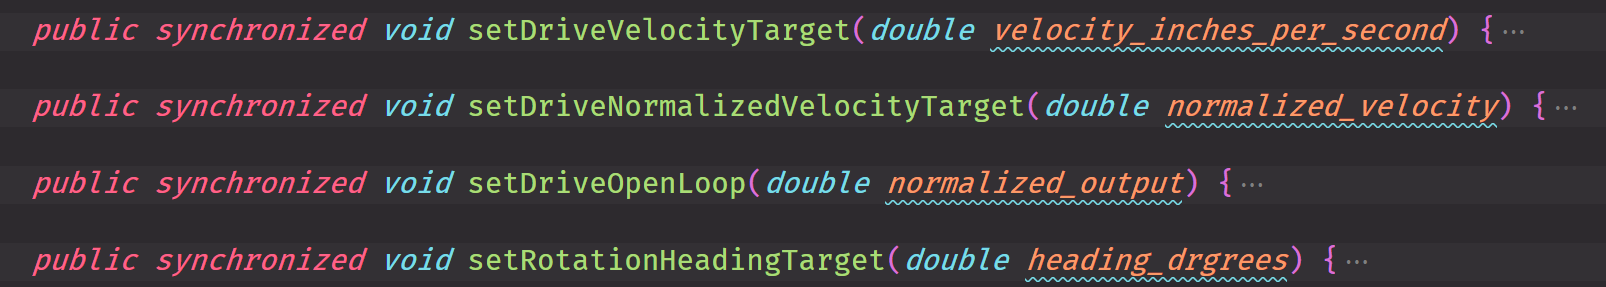 public synchronized void setDriveVelocityTarget(double velocity_inches_per_second) {···
public synchronized void setDriveNormalizedVelocityTarget(double normalized_velocity) {···
public synchronized void setDriveOpenLoop(double normalized_output) {···
public synchronized void setRotationHeadingTarget(double heading_drgrees) {···